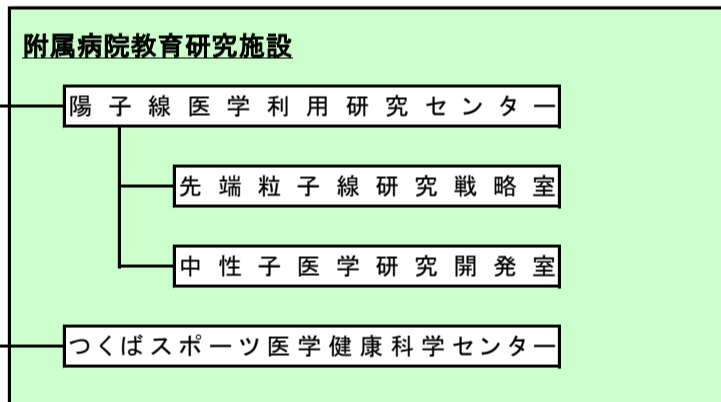 附属病院教育研究施設
陽子線医学利用研究センター
先端粒子線研究戦略室
中性子医学研究開発室
つくばスポーツ医学健康科学センター